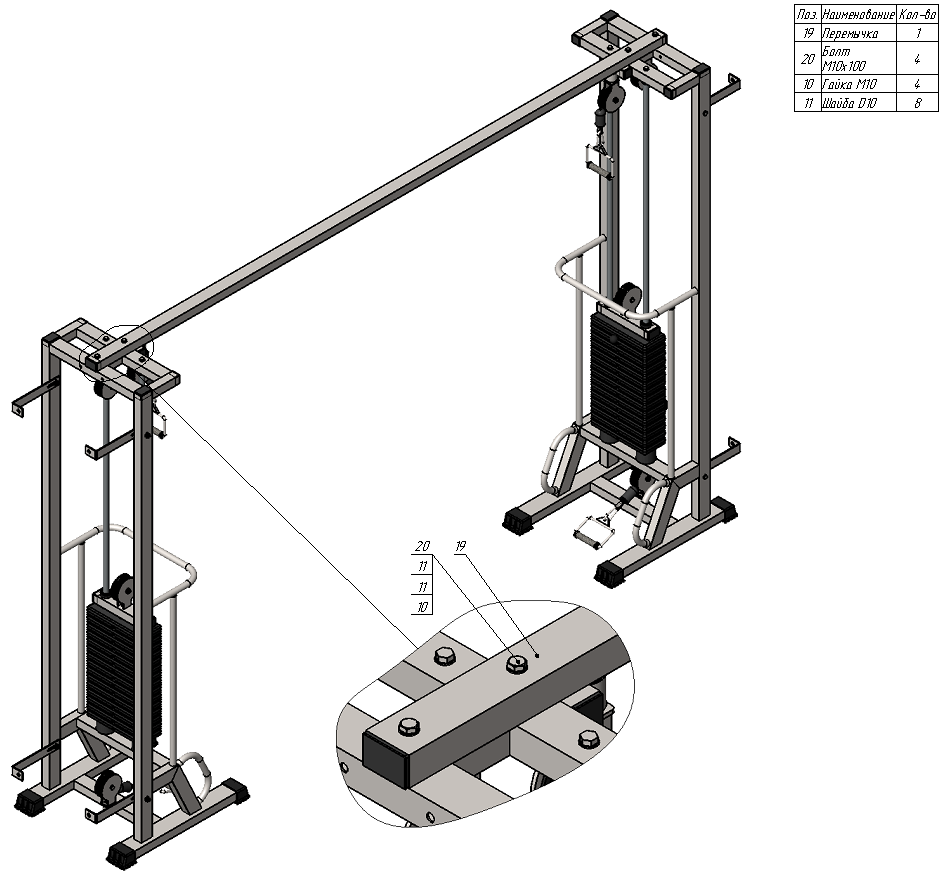 Поз. Наименование Кол-во
19 Перемычка 1
20 Болт М10х100 4
10 Гайка М10 4
11 Шайба D10 8
20 19
11
11
10